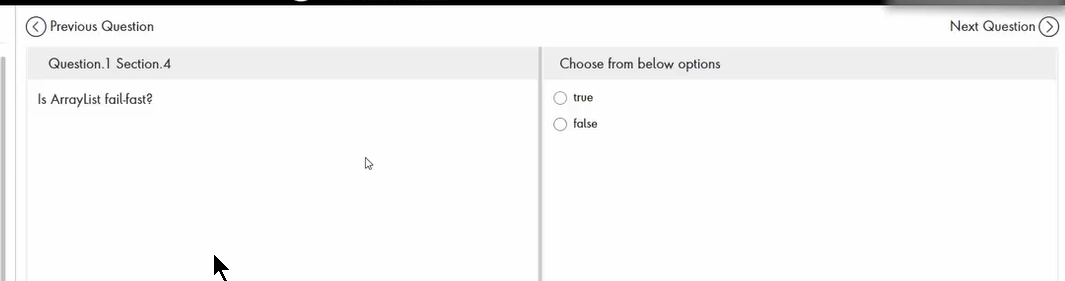 Previous Question
Next Question
Question.1 Section.4
Choose from below options
Is ArrayList fail-fast?
true
false